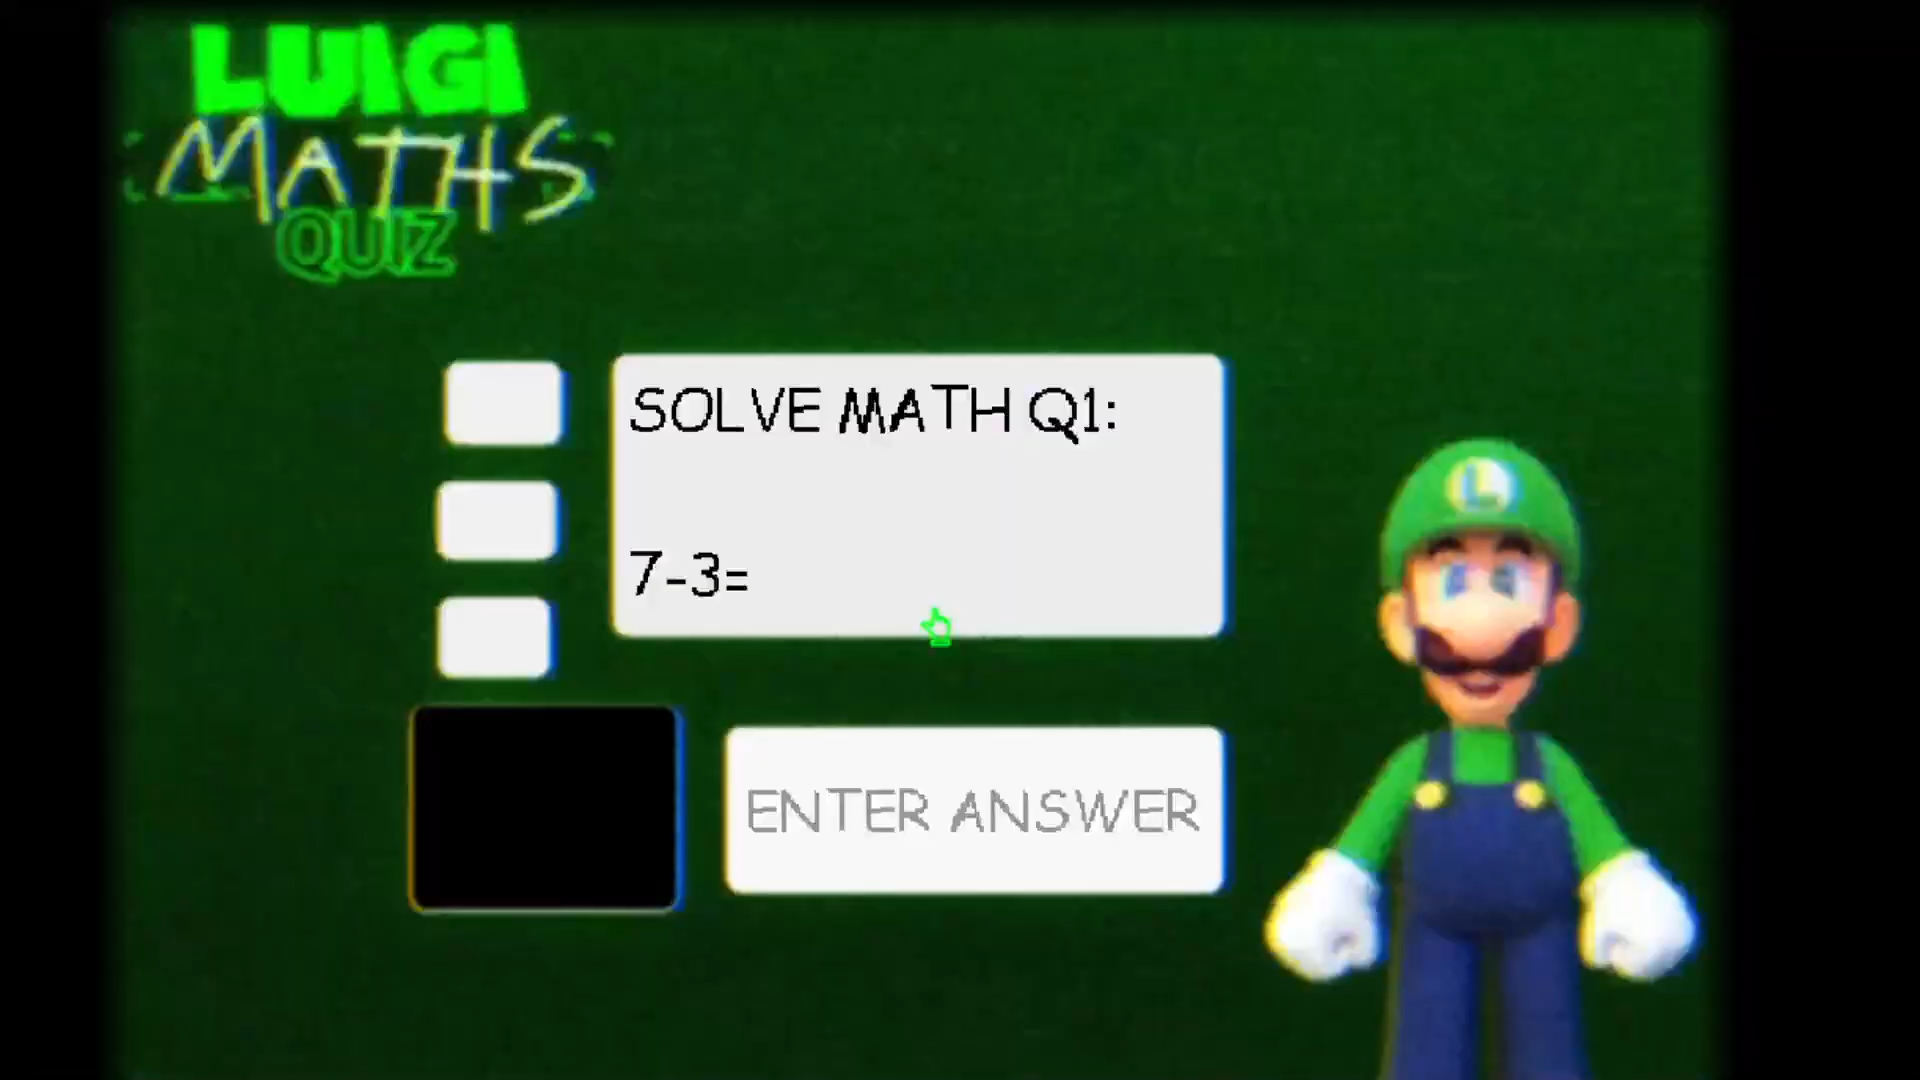 LUIGI
MATHS
QUIZ
SOLVE MATH Q1:
7-3=
ENTER ANSWER
L